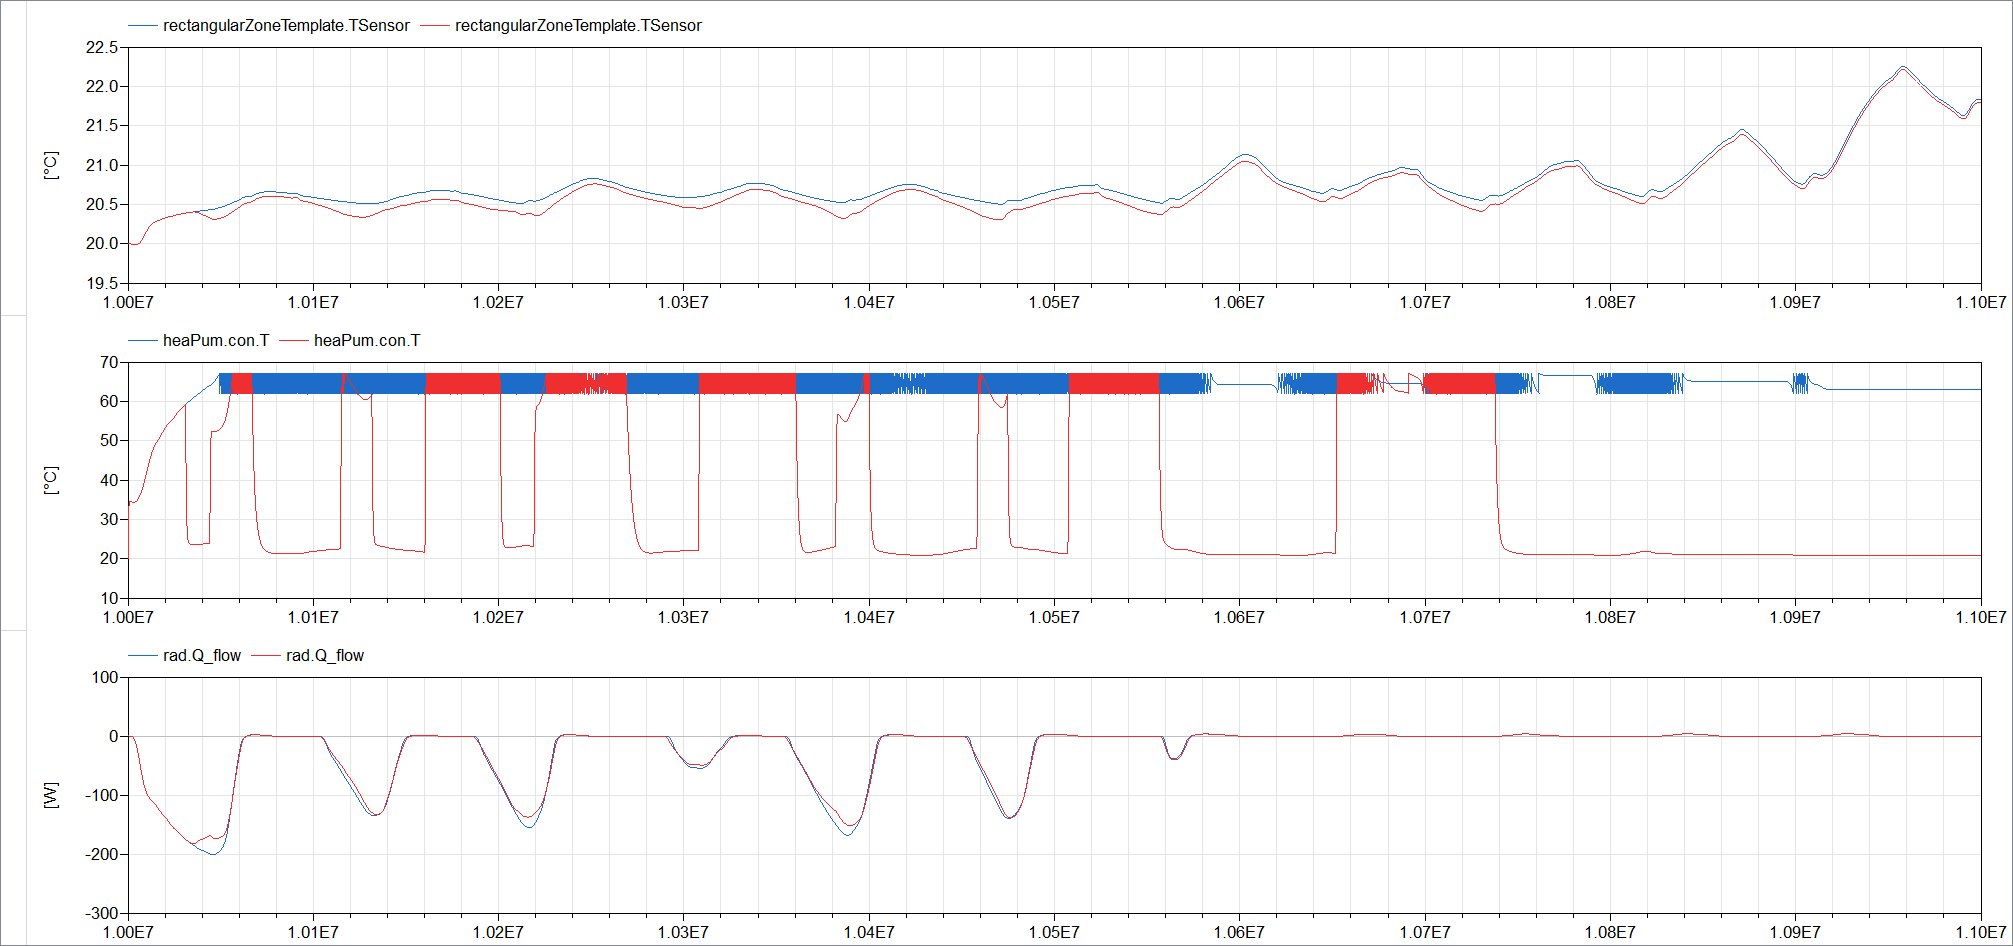 rectangularZoneTemplate.TSensor rectangularZoneTemplate.TSensor
22.5
22.0
21.5
21.0
20.5
20.0
19.5
[°C]
1.00E7 1.01E7 1.02E7 1.03E7 1.04E7 1.05E7 1.06E7 1.07E7 1.08E7 1.09E7 1.10E7
heaPum.con.T heaPum.con.T
70
60
50
40
30
20
10
[°C]
1.00E7 1.01E7 1.02E7 1.03E7 1.04E7 1.05E7 1.06E7 1.07E7 1.08E7 1.09E7 1.10E7
rad.Q_flow rad.Q_flow
100
0
-100
-200
-300
[W]
1.00E7 1.01E7 1.02E7 1.03E7 1.04E7 1.05E7 1.06E7 1.07E7 1.08E7 1.09E7 1.10E7